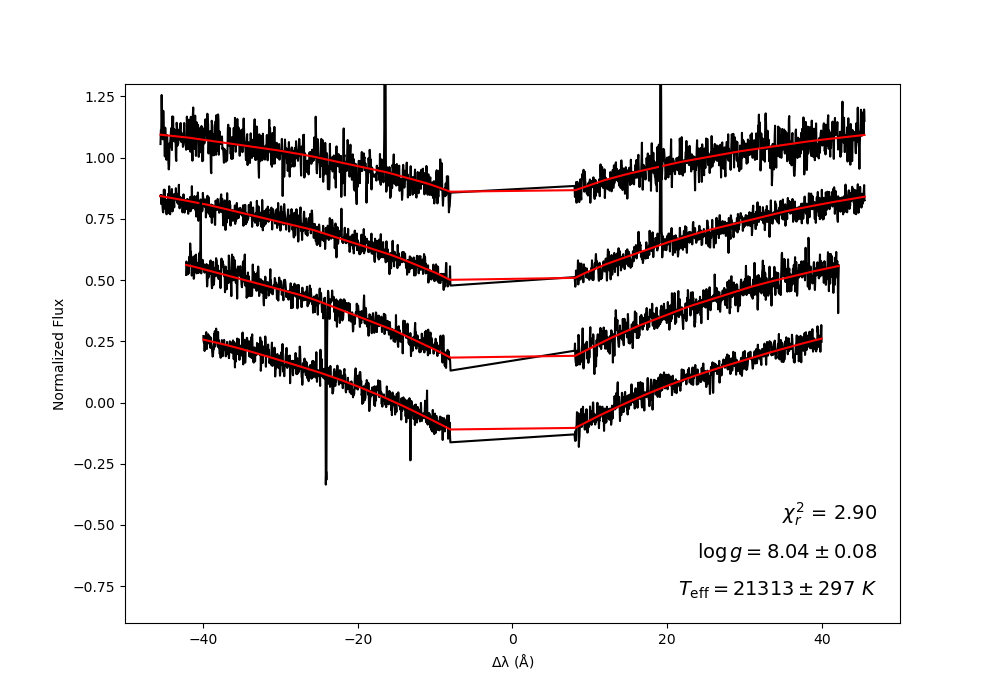 1.25
1.00
0.75
0.50
0.25
0.00
−0.25
−0.50
−0.75
Normalized Flux
χ²ᵣ = 2.90
log g = 8.04 ± 0.08
T_eff = 21313 ± 297 K
−40
−20
0
20
40
Δλ (Å)